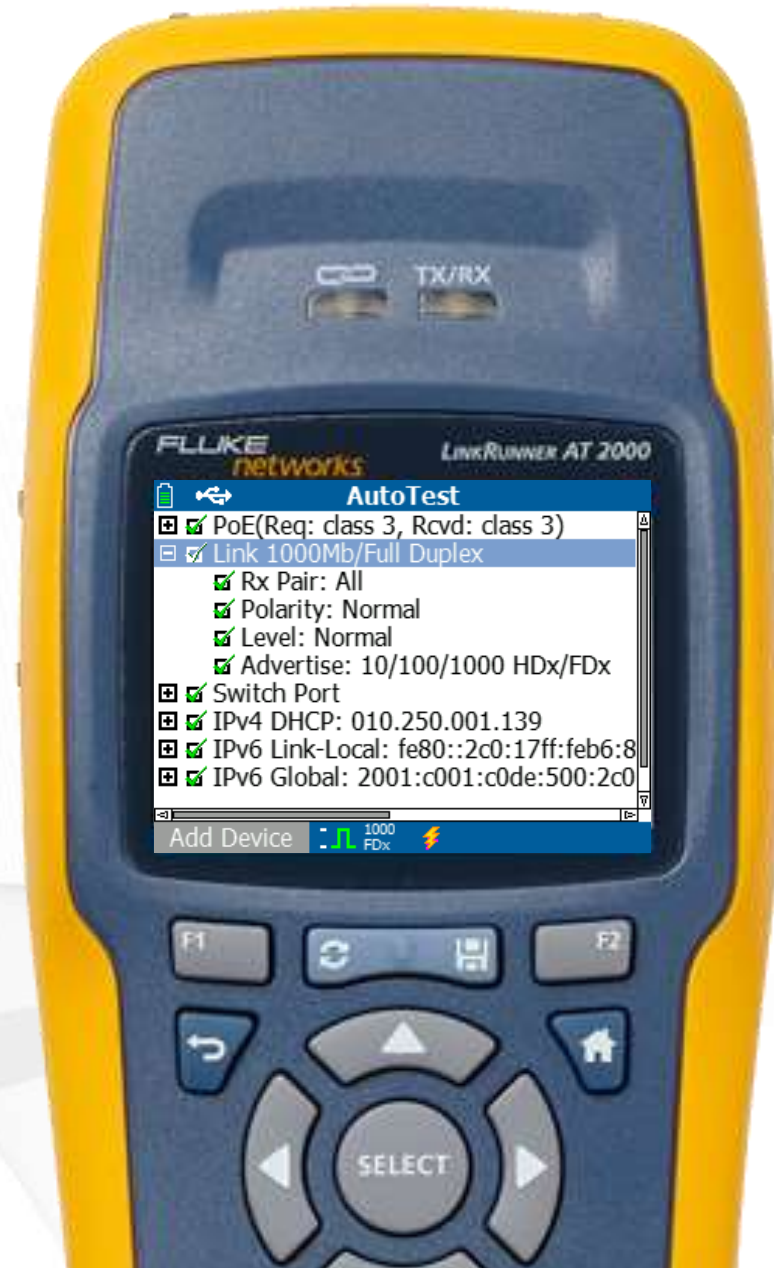 TX/RX
FLUKE
networks
LINKRUNNER AT 2000
AutoTest
PoE(Req: class 3, Rcvd: class 3)
Link 1000Mb/Full Duplex
Rx Pair: All
Polarity: Normal
Level: Normal
Advertise: 10/100/1000 HDx/FDx
Switch Port
IPv4 DHCP: 010.250.001.139
IPv6 Link-Local: fe80::2c0:17ff:feb6:8
IPv6 Global: 2001:c001:c0de:500:2c0
Add Device
1000
FDx
F1
F2
SELECT